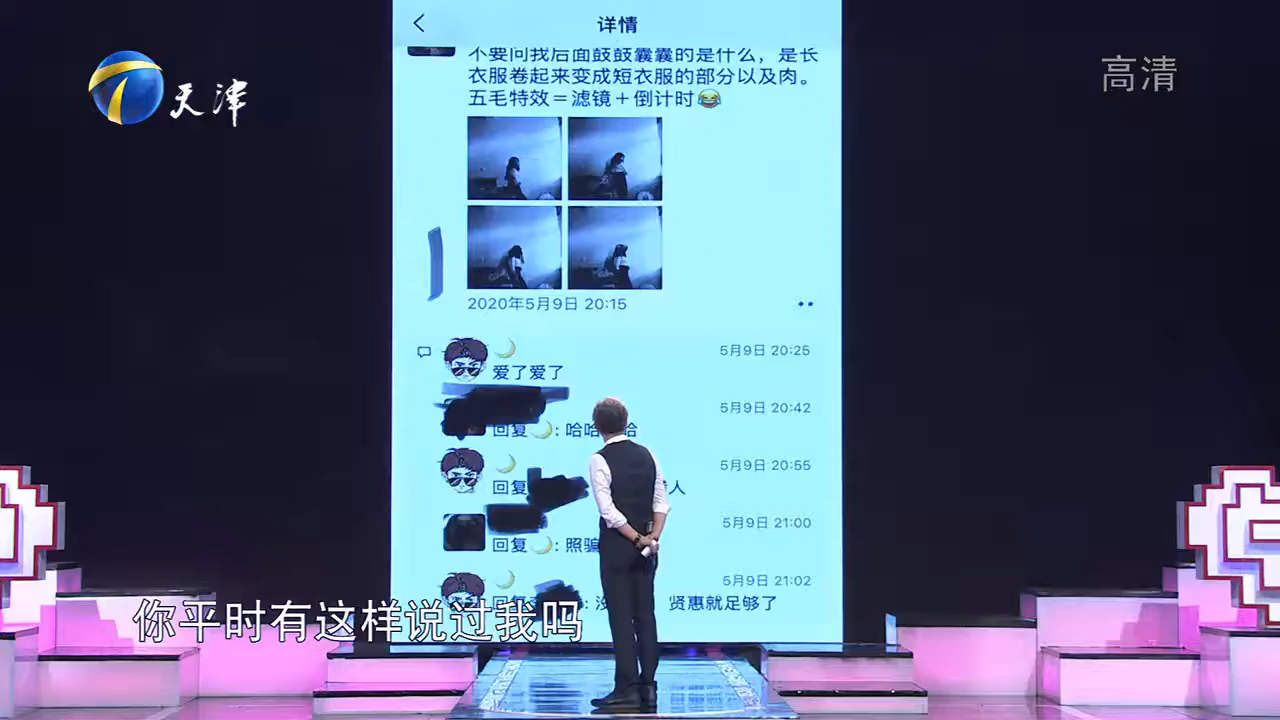 详情
天津
高清
不要问我后面鼓鼓囊囊的是什么，是长
衣服卷起来变成短衣服的部分以及肉。
五毛特效＝滤镜＋倒计时😂
2020年5月9日 20:15
🌙
5月9日 20:25
爱了爱了
5月9日 20:42
回复🌙: 哈哈 哈
🌙
5月9日 20:55
回复 人
5月9日 21:00
回复🌙: 照骗
🌙
5月9日 21:02
回复 : 没 贤惠就足够了
你平时有这样说过我吗